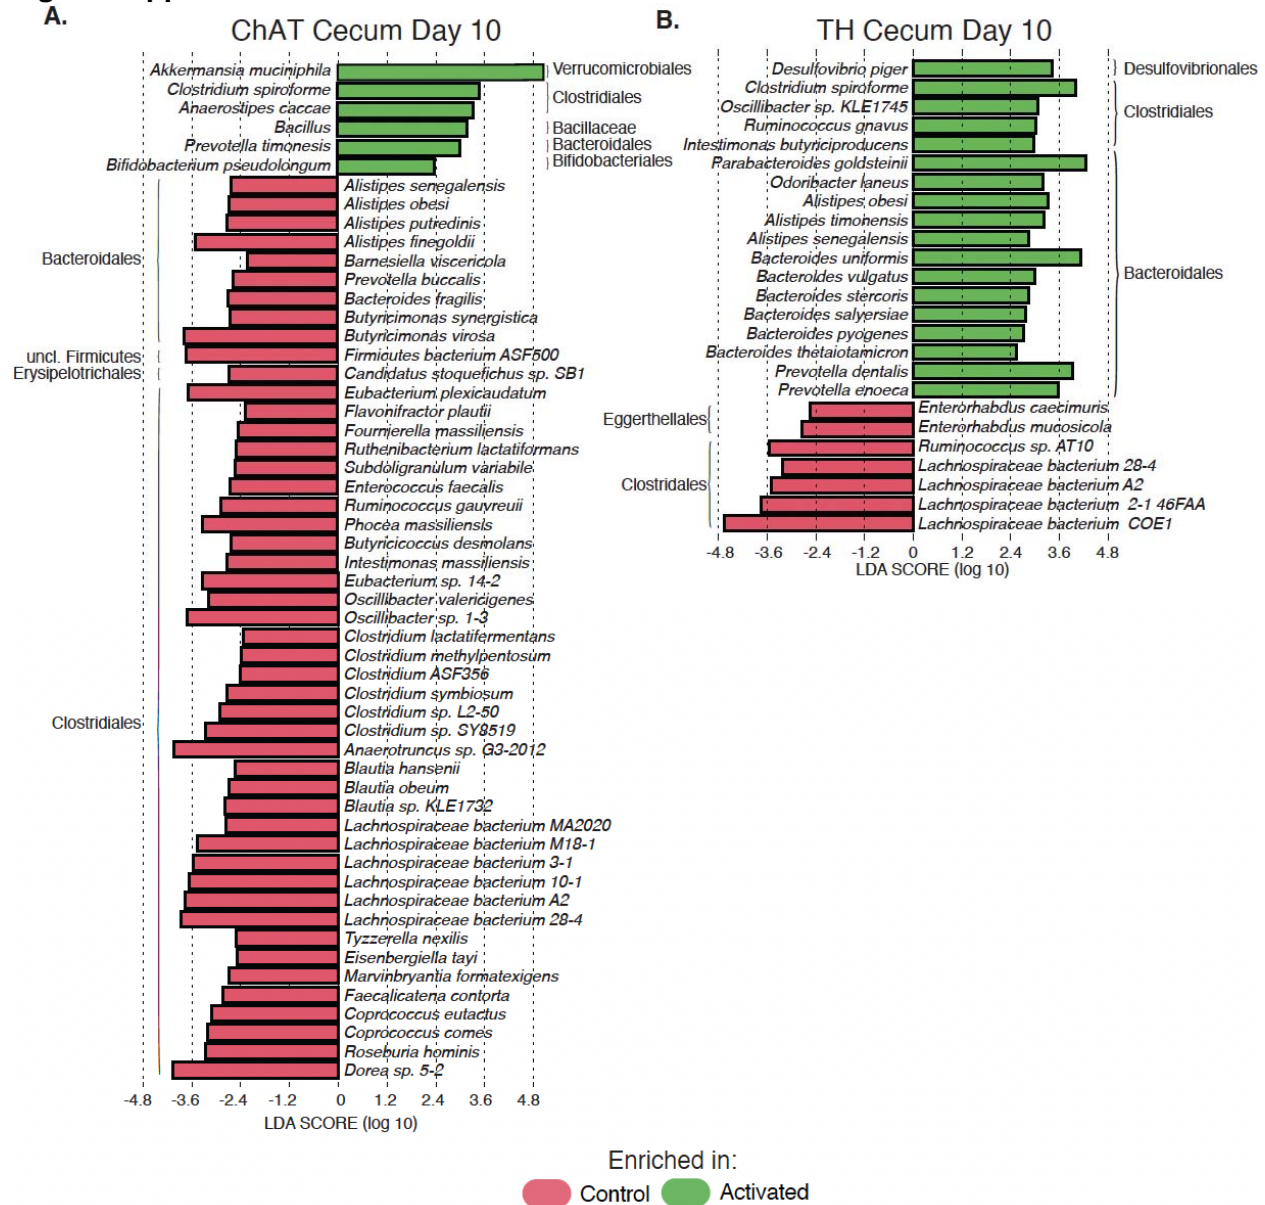 A.
ChAT Cecum Day 10
Akkermansia muciniphila
Verrucomicrobiales
Clostridium spiroforme
Anaerostipes caccae
Clostridiales
Bacillus
Bacillaceae
Prevotella timonesis
Bacteroidales
Bifidobacterium pseudolongum
Bifidobacteriales
Bacteroidales
Alistipes senegalensis
Alistipes obesi
Alistipes putredinis
Alistipes finegoldii
Barnesiella viscericola
Prevotella buccalis
Bacteroides fragilis
Butyricimonas synergistica
Butyricimonas virosa
uncl. Firmicutes
Firmicutes bacterium ASF500
Erysipelotrichales
Candidatus stoquefichus sp. SB1
Clostridiales
Eubacterium plexicaudatum
Flavonifractor plautii
Fournierella massiliensis
Ruthenibacterium lactatiformans
Subdoligranulum variabile
Enterococcus faecalis
Ruminococcus gauvreuii
Phocea massiliensis
Butyricicoccus desmolans
Intestimonas massiliensis
Eubacterium sp. 14-2
Oscillibacter valericigenes
Oscillibacter sp. 1-3
Clostridium lactatifermentans
Clostridium methylpentosum
Clostridium ASF356
Clostridium symbiosum
Clostridium sp. L2-50
Clostridium sp. SY8519
Anaerotruncus sp. G3-2012
Blautia hansenii
Blautia obeum
Blautia sp. KLE1732
Lachnospiraceae bacterium MA2020
Lachnospiraceae bacterium M18-1
Lachnospiraceae bacterium 3-1
Lachnospiraceae bacterium 10-1
Lachnospiraceae bacterium A2
Lachnospiraceae bacterium 28-4
Tyzzerella nexilis
Eisenbergiella tayi
Marvinbryantia formatexigens
Faecalicatena contorta
Coprococcus eutactus
Coprococcus comes
Roseburia hominis
Dorea sp. 5-2
-4.8 -3.6 -2.4 -1.2 0 1.2 2.4 3.6 4.8
LDA SCORE (log 10)
B.
TH Cecum Day 10
Desulfovibrio piger
Desulfovibrionales
Clostridium spiroforme
Oscillibacter sp. KLE1745
Ruminococcus gnavus
Intestimonas butyriciproducens
Clostridiales
Parabacteroides goldsteinii
Odoribacter laneus
Alistipes obesi
Alistipes timonensis
Alistipes senegalensis
Bacteroides uniformis
Bacteroides vulgatus
Bacteroides stercoris
Bacteroides salyersiae
Bacteroides pyogenes
Bacteroides thetaiotamicron
Prevotella dentalis
Prevotella enoeca
Bacteroidales
Eggerthellales
Enterorhabdus caecimuris
Enterorhabdus mucosicola
Clostridales
Ruminococcus sp. AT10
Lachnospiraceae bacterium 28-4
Lachnospiraceae bacterium A2
Lachnospiraceae bacterium 2-1 46FAA
Lachnospiraceae bacterium COE1
-4.8 -3.6 -2.4 -1.2 0 1.2 2.4 3.6 4.8
LDA SCORE (log 10)
Enriched in:
Control Activated